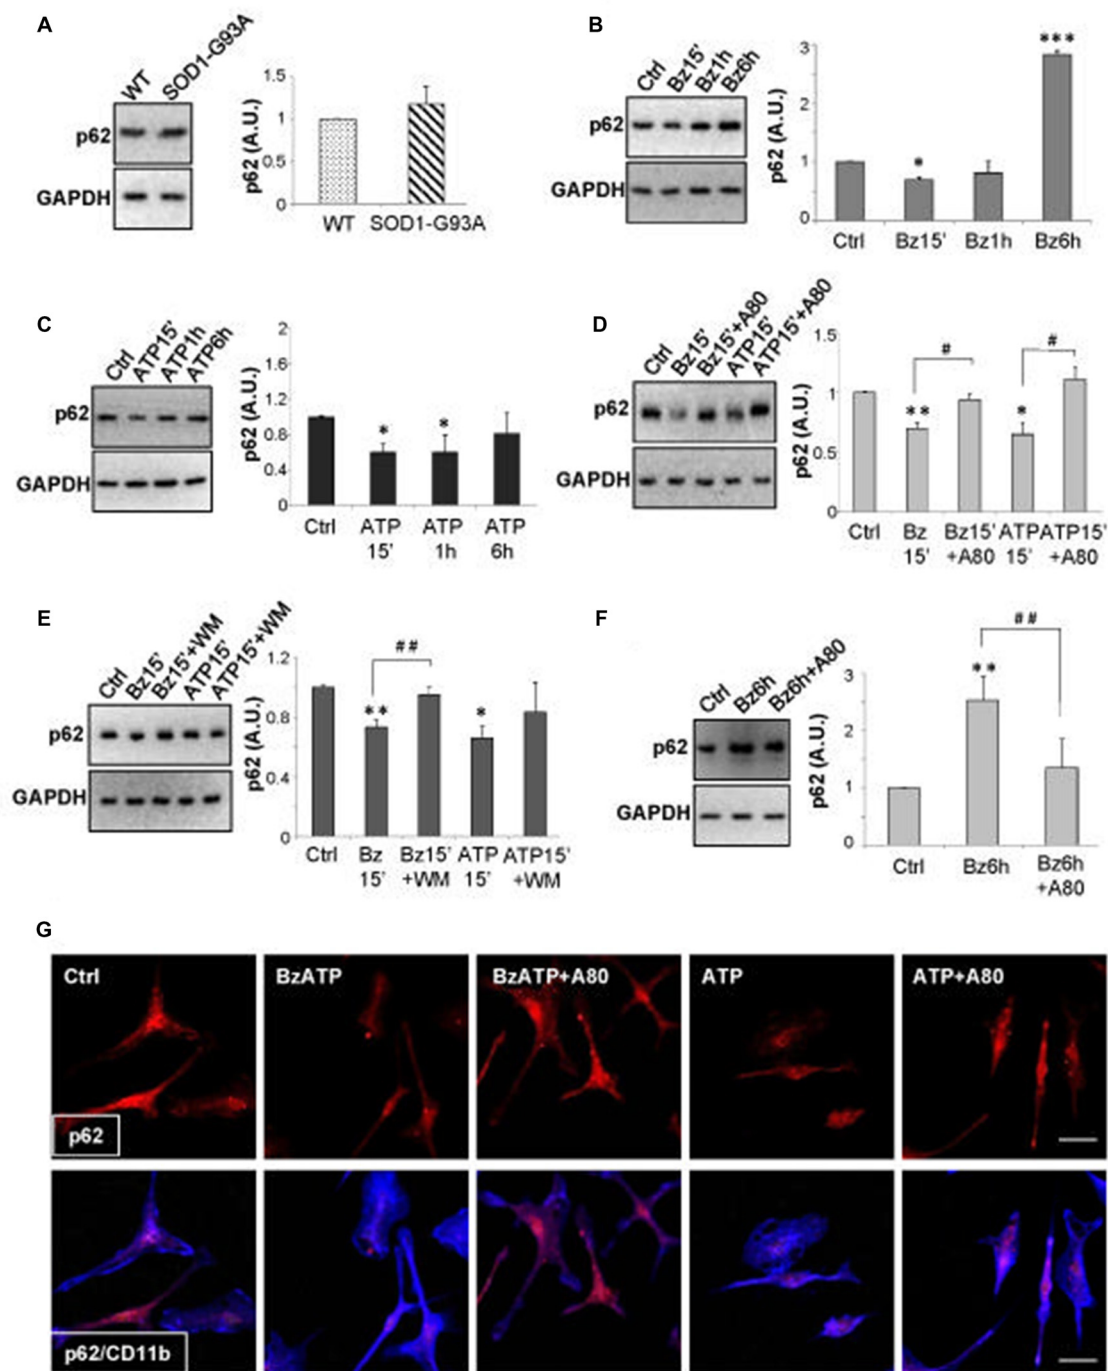 A
WT
SOD1-G93A
p62
GAPDH
p62 (A.U.)
1.5
1
0.5
0
WT
SOD1-G93A
B
Ctrl
Bz15'
Bz1h
Bz6h
p62
GAPDH
p62 (A.U.)
3
2
1
0
*
***
Ctrl
Bz15'
Bz1h
Bz6h
C
Ctrl
ATP15'
ATP1h
ATP6h
p62
GAPDH
p62 (A.U.)
2
1.6
1.2
0.8
0.4
0
*
*
Ctrl
ATP 15'
ATP 1h
ATP 6h
D
Ctrl
Bz15'
Bz15'+A80
ATP15'
ATP15'+A80
p62
GAPDH
p62 (A.U.)
1.5
1
0.5
0
**
#
*
#
Ctrl
Bz 15'
Bz15' +A80
ATP 15'
ATP15' +A80
E
Ctrl
Bz15'
Bz15'+WM
ATP15'
ATP15'+WM
p62
GAPDH
p62 (A.U.)
1.2
0.8
0.4
0
**
##
*
Ctrl
Bz 15'
Bz15' +WM
ATP 15'
ATP15' +WM
F
Ctrl
Bz6h
Bz6h+A80
p62
GAPDH
p62 (A.U.)
3
2
1
0
**
##
Ctrl
Bz6h
Bz6h +A80
G
Ctrl
BzATP
BzATP+A80
ATP
ATP+A80
p62
p62/CD11b